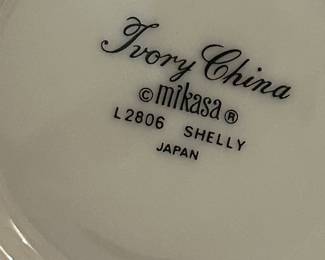 Ivory China
© mikasa ®
L2806 SHELLY
JAPAN